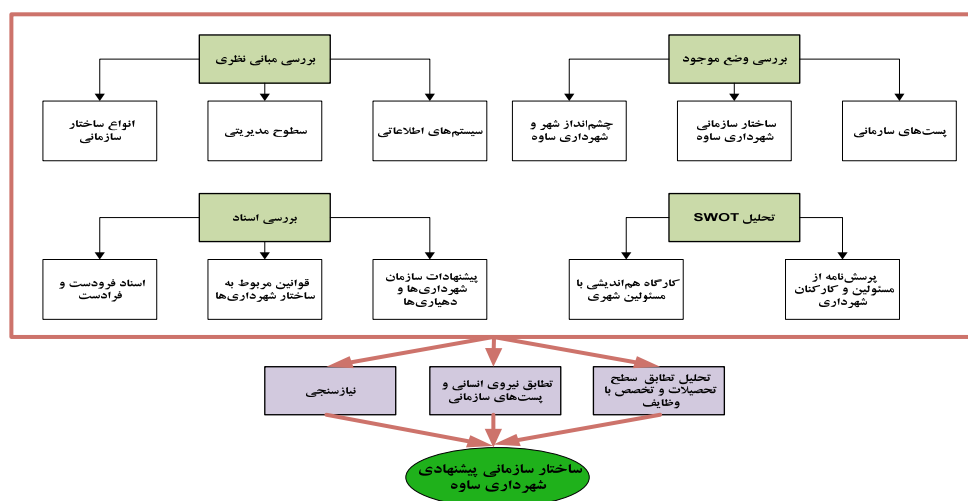 بررسی وضع موجود
پست‌های سارمانی
ساختار سازمانی
شهرداری ساوه
چشم‌انداز شهر و
شهرداری ساوه
بررسی مبانی نظری
سیستم‌های اطلاعاتی
سطوح مدیریتی
انواع ساختار
سازمانی
تحلیل SWOT
پرسش‌نامه از
مسئولین و کارکنان
شهرداری
کارگاه هم‌اندیشی با
مسئولین شهری
بررسی اسناد
پیشنهادات سازمان
شهرداری‌ها و
دهیاری‌ها
قوانین مربوط به
ساختار شهرداری‌ها
اسناد فرودست و
فرادست
تحلیل تطابق سطح
تحصیلات و تخصص با
وظایف
تطابق نیروی انسانی و
پست‌های سازمانی
نیازسنجی
ساختار سازمانی پیشنهادی
شهرداری ساوه